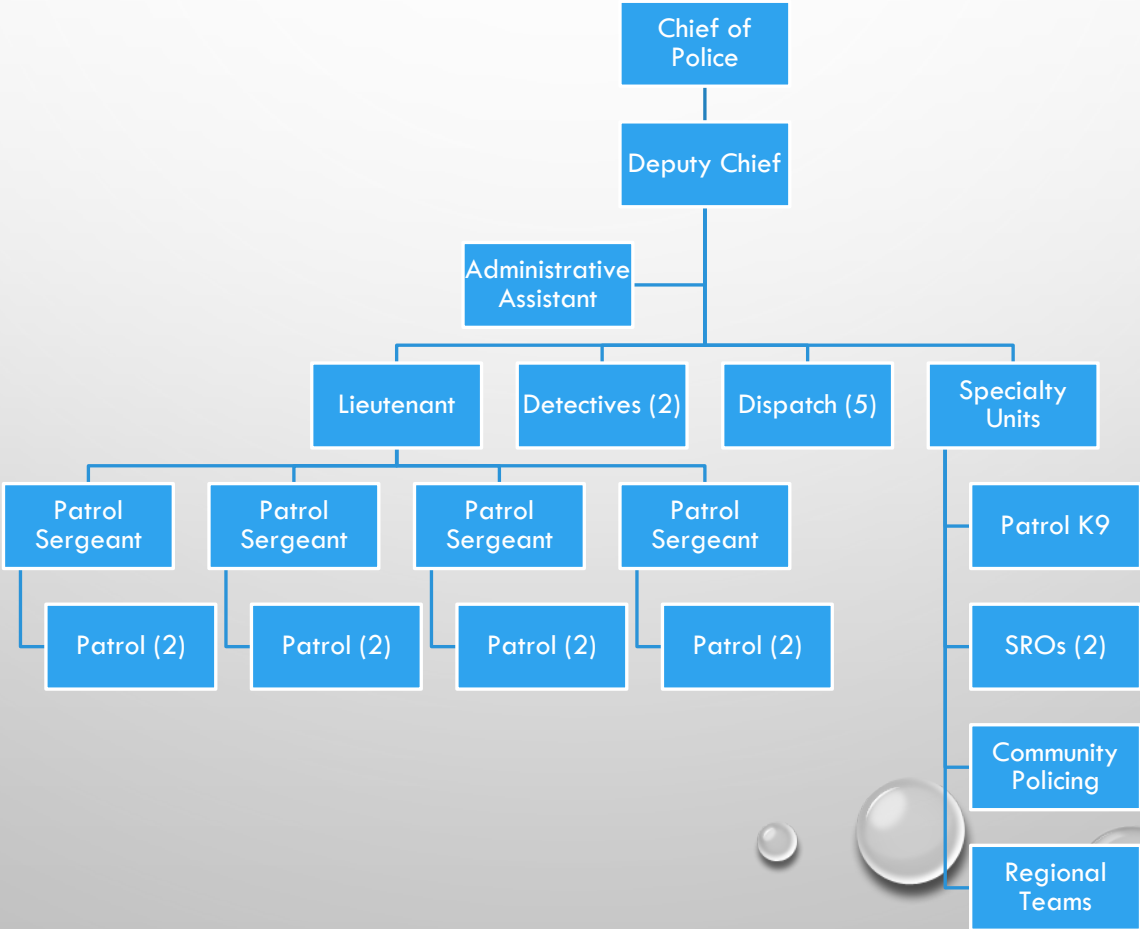 Chief of
Police
Deputy Chief
Administrative
Assistant
Lieutenant
Detectives (2)
Dispatch (5)
Specialty
Units
Patrol
Sergeant
Patrol
Sergeant
Patrol
Sergeant
Patrol
Sergeant
Patrol (2)
Patrol (2)
Patrol (2)
Patrol (2)
Patrol K9
SROs (2)
Community
Policing
Regional
Teams